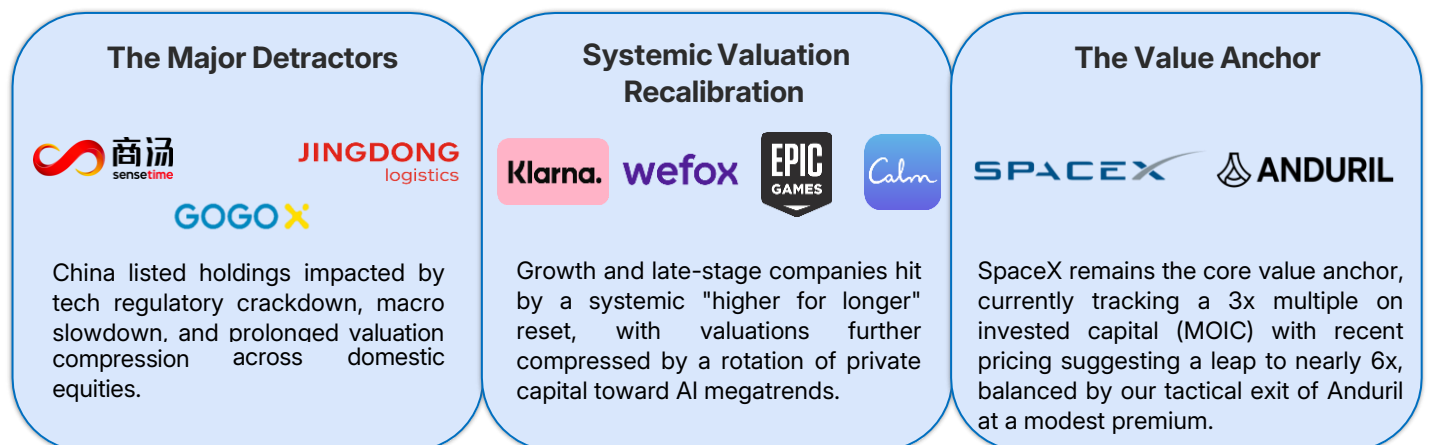 The Major Detractors
商汤
sensetime
JINGDONG
logistics
GOGOX
China listed holdings impacted by
tech regulatory crackdown, macro
slowdown, and prolonged valuation
compression across domestic
equities.
Systemic Valuation
Recalibration
Klarna.
wefox
EPIC
GAMES
Calm
Growth and late-stage companies hit
by a systemic "higher for longer"
reset, with valuations further
compressed by a rotation of private
capital toward AI megatrends.
The Value Anchor
SPACEX
ANDURIL
SpaceX remains the core value anchor,
currently tracking a 3x multiple on
invested capital (MOIC) with recent
pricing suggesting a leap to nearly 6x,
balanced by our tactical exit of Anduril
at a modest premium.